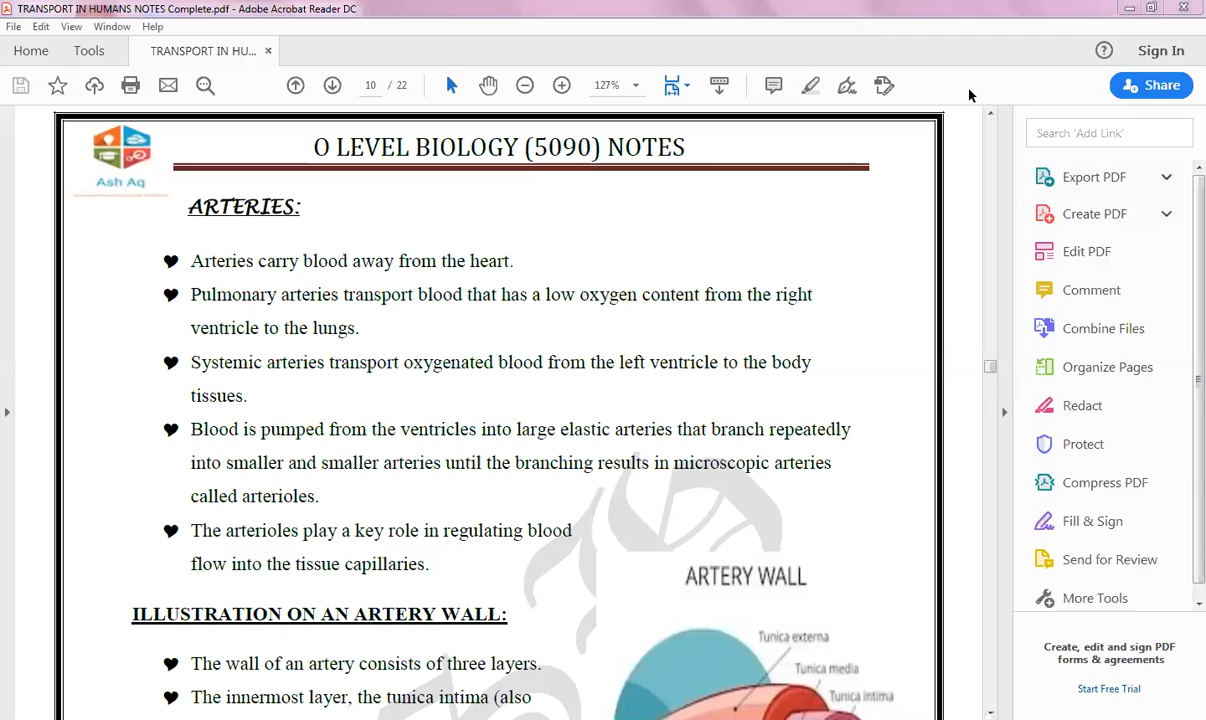 TRANSPORT IN HUMANS NOTES Complete.pdf - Adobe Acrobat Reader DC
File Edit View Window Help
Home Tools TRANSPORT IN HU... × Sign In
10 / 22 127% Share
Search 'Add Link'
Export PDF
Create PDF
Edit PDF
Comment
Combine Files
Organize Pages
Redact
Protect
Compress PDF
Fill & Sign
Send for Review
More Tools
Create, edit and sign PDF
forms & agreements
Start Free Trial
Ash Aq
O LEVEL BIOLOGY (5090) NOTES
ARTERIES:
Arteries carry blood away from the heart.
Pulmonary arteries transport blood that has a low oxygen content from the right
ventricle to the lungs.
Systemic arteries transport oxygenated blood from the left ventricle to the body
tissues.
Blood is pumped from the ventricles into large elastic arteries that branch repeatedly
into smaller and smaller arteries until the branching results in microscopic arteries
called arterioles.
The arterioles play a key role in regulating blood
flow into the tissue capillaries.
ILLUSTRATION ON AN ARTERY WALL:
The wall of an artery consists of three layers.
The innermost layer, the tunica intima (also
ARTERY WALL
Tunica externa
Tunica media
Tunica intima